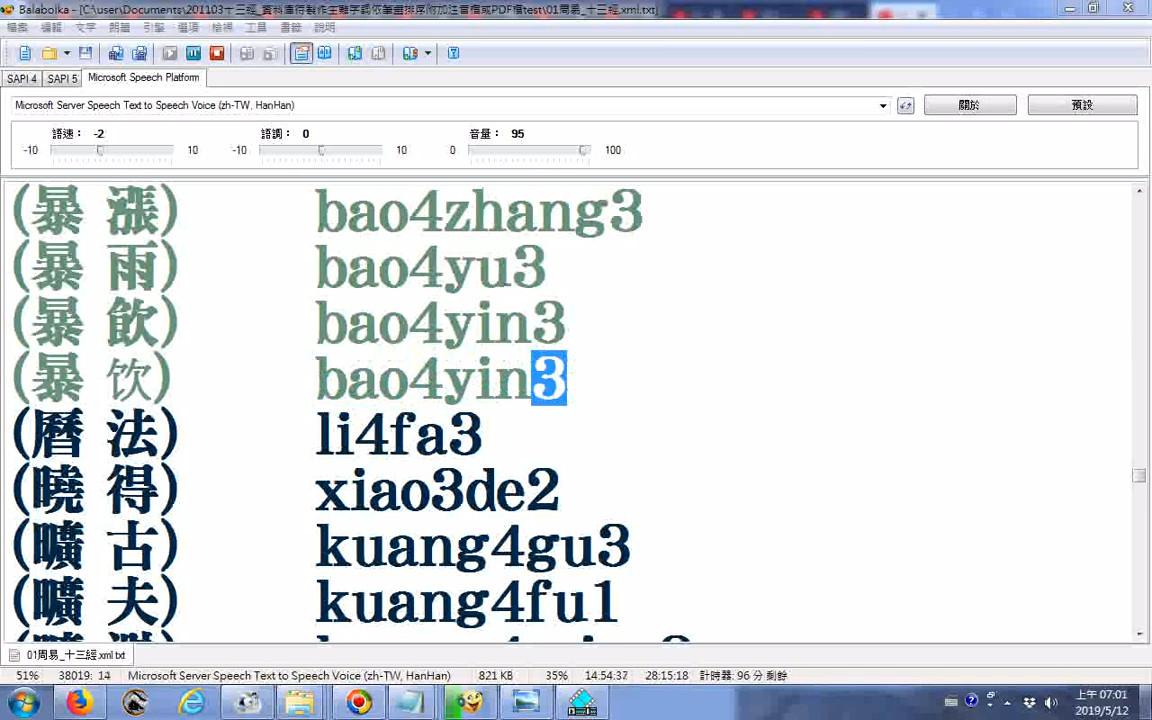 Balabolka - [C:\user\Documents\201103十三經_資料庫待製作生難字詞依筆畫排序附加注音檔或PDF檔test\01周易_十三經.xml.txt]
檔案 編輯 文字 朗讀 引擎 選項 檢視 工具 書籤 說明
SAPI 4 SAPI 5 Microsoft Speech Platform
Microsoft Server Speech Text to Speech Voice (zh-TW, HanHan) 關於 預設
語速： -2 語調： 0 音量： 95
-10 10 -10 10 0 100
(暴 漲) bao4zhang3
(暴 雨) bao4yu3
(暴 飲) bao4yin3
(暴 饮) bao4yin3
(曆 法) li4fa3
(曉 得) xiao3de2
(曠 古) kuang4gu3
(曠 夫) kuang4fu1
01周易_十三經.xml.txt
51% 38019: 14 Microsoft Server Speech Text to Speech Voice (zh-TW, HanHan) 821 KB 35% 14:54:37 28:15:18 計時器: 96 分 剩餘
上午 07:01
2019/5/12